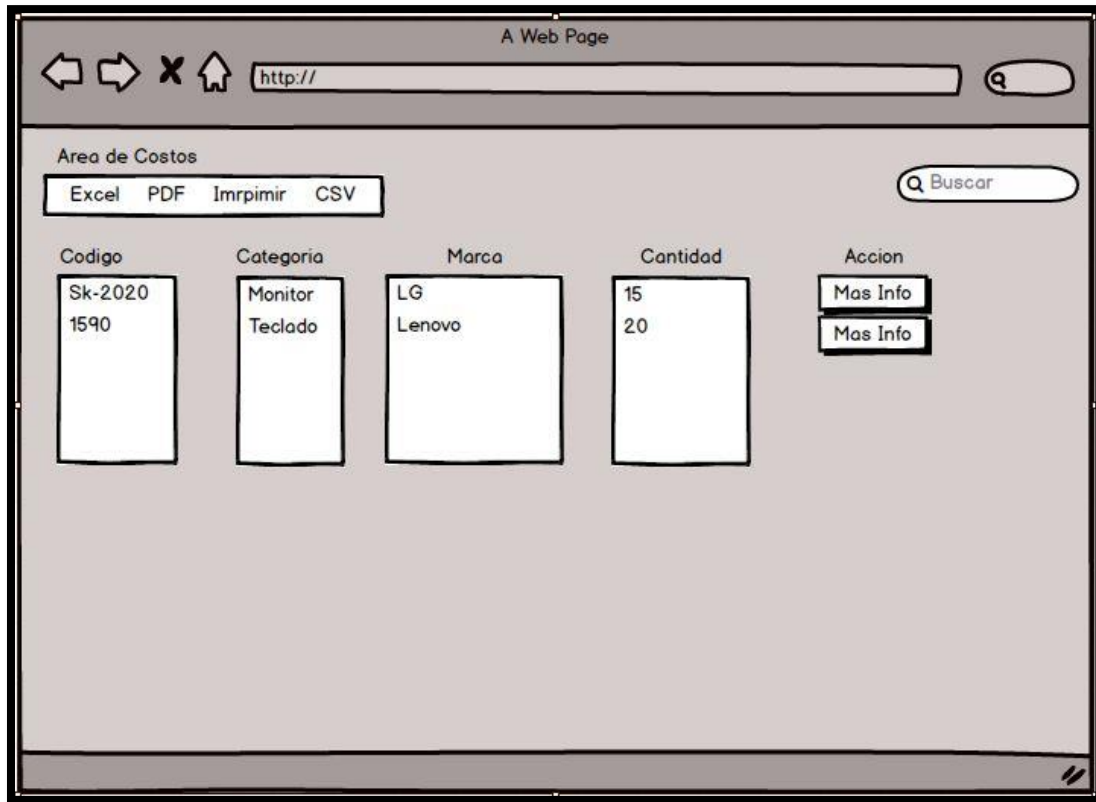 A Web Page
http://
Area de Costos
Excel PDF Imrpimir CSV
Buscar
Codigo Categoria Marca Cantidad Accion
Sk-2020 Monitor LG 15 Mas Info
1590 Teclado Lenovo 20 Mas Info